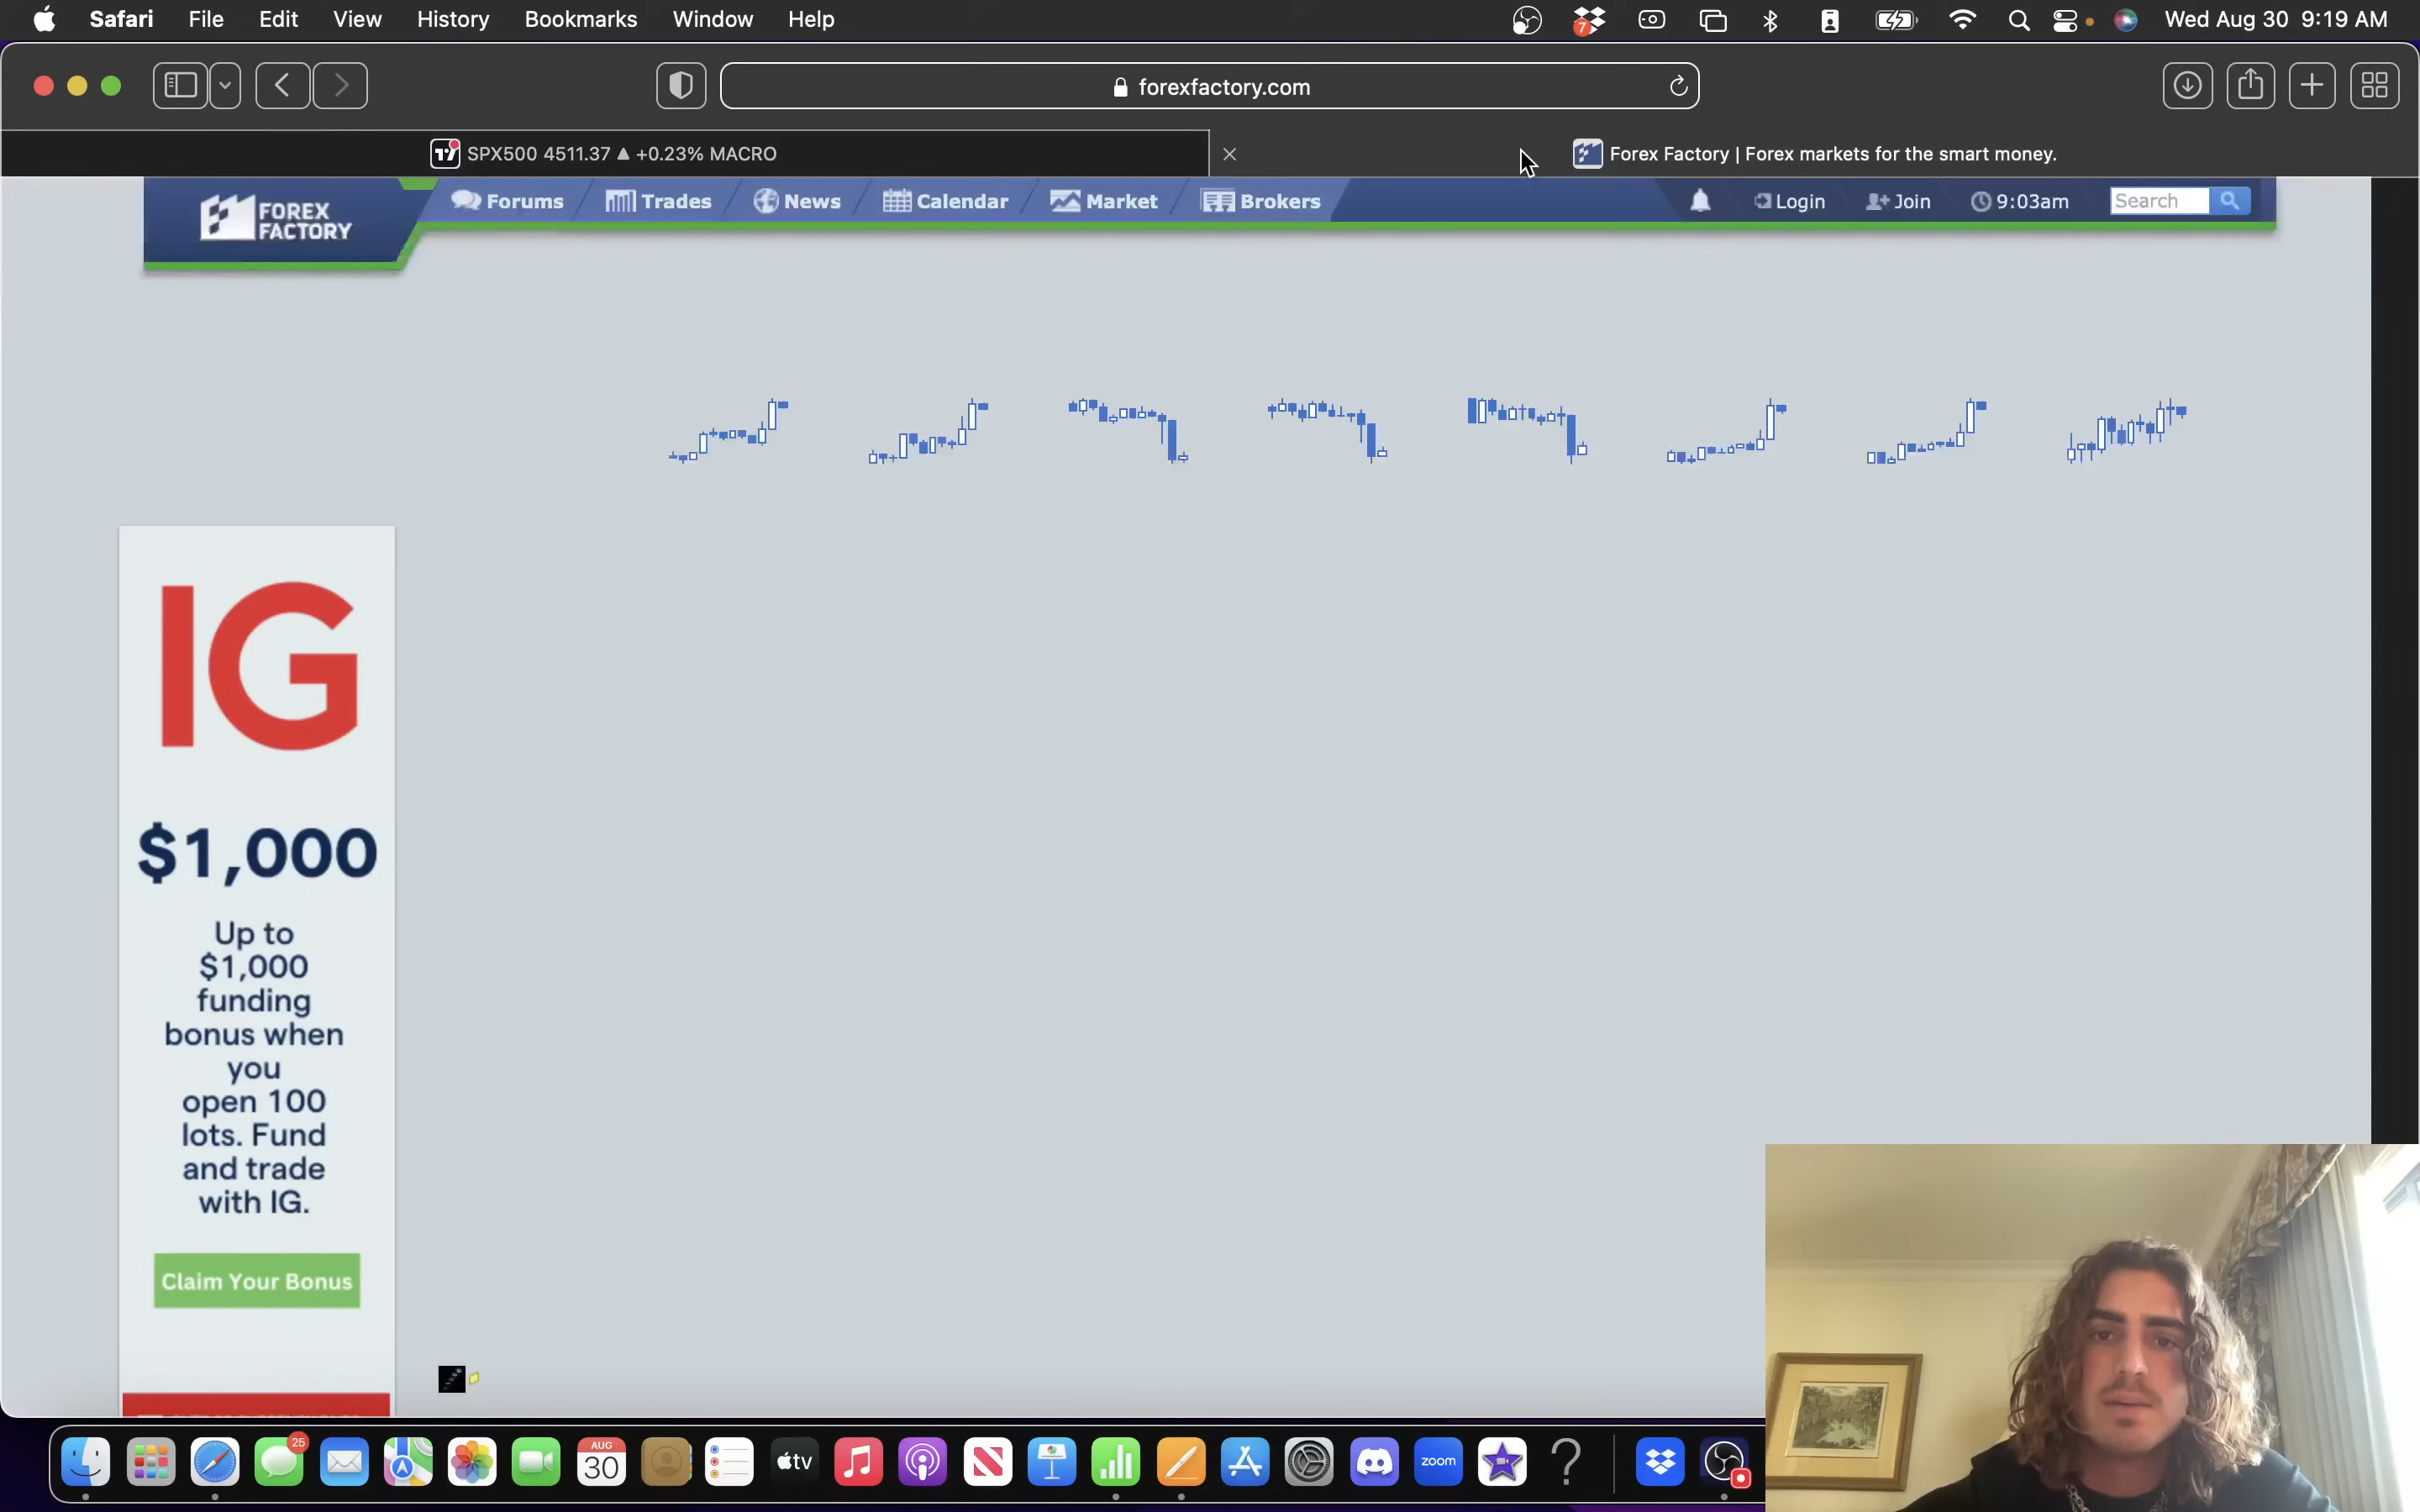 Safari File Edit View History Bookmarks Window Help
7
Wed Aug 30 9:19 AM
forexfactory.com
SPX500 4511.37 ▲ +0.23% MACRO
Forex Factory | Forex markets for the smart money.
FOREX
FACTORY
Forums Trades News Calendar Market Brokers
Login Join 9:03am Search
IG
$1,000
Up to
$1,000
funding
bonus when
you
open 100
lots. Fund
and trade
with IG.
Claim Your Bonus
25
AUG
30
tv
zoom